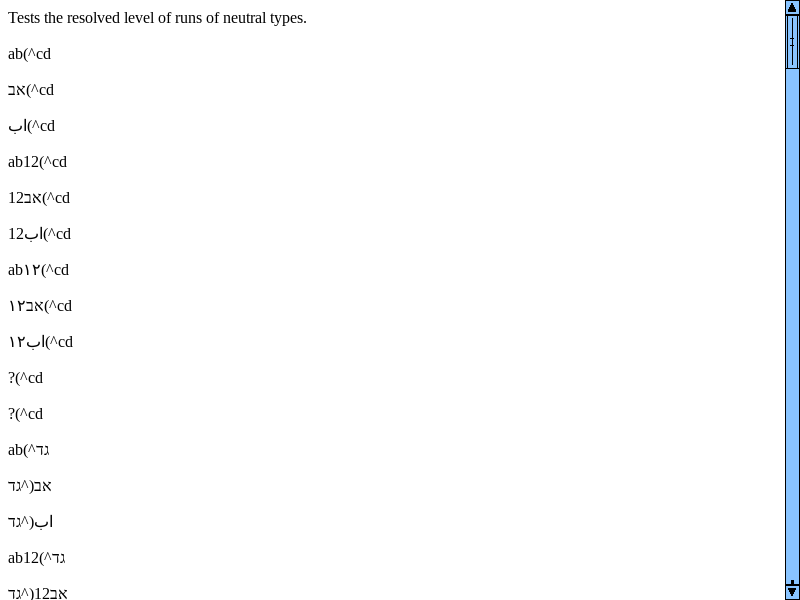 Tests the resolved level of runs of neutral types.
ab(^cd
אב(^cd
اب(^cd
ab12(^cd
אב12(^cd
اب12(^cd
ab١٢(^cd
אב١٢(^cd
اب١٢(^cd
?(^cd
?(^cd
ab(^גד
אב(^גד
اب(^גד
ab12(^גד
אב12(^גד